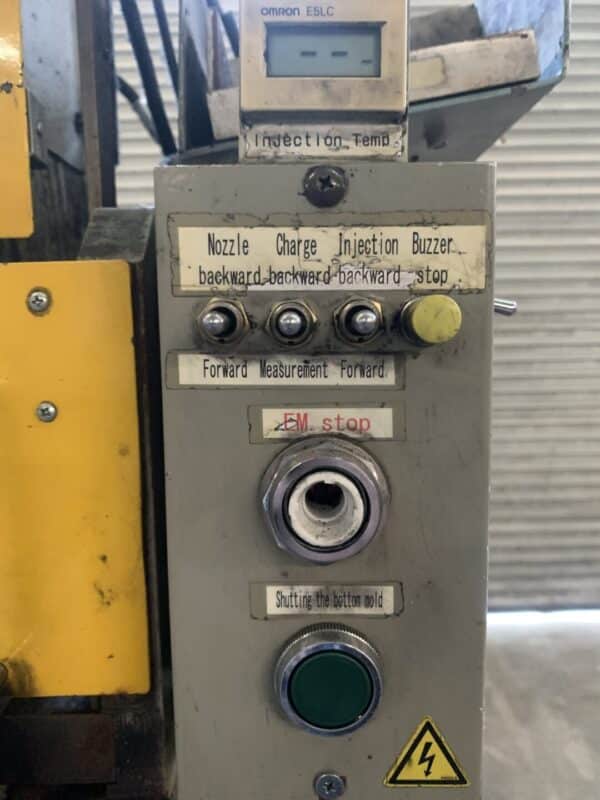 OMRON E5LC
Injection Temp
Nozzle Charge Injection Buzzer
backward backward backward stop
Forward Measurement Forward
EM. stop
Shutting the bottom mold